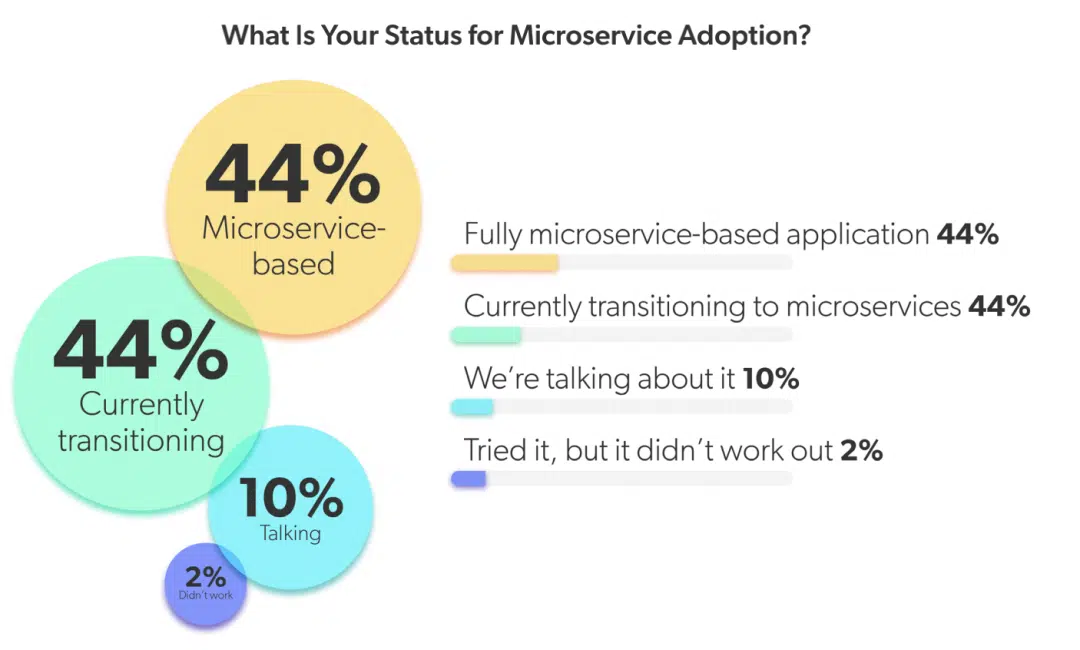 What Is Your Status for Microservice Adoption?
44%
Microservice-
based
44%
Currently
transitioning
10%
Talking
2%
Didn't work
Fully microservice-based application 44%
Currently transitioning to microservices 44%
We're talking about it 10%
Tried it, but it didn't work out 2%